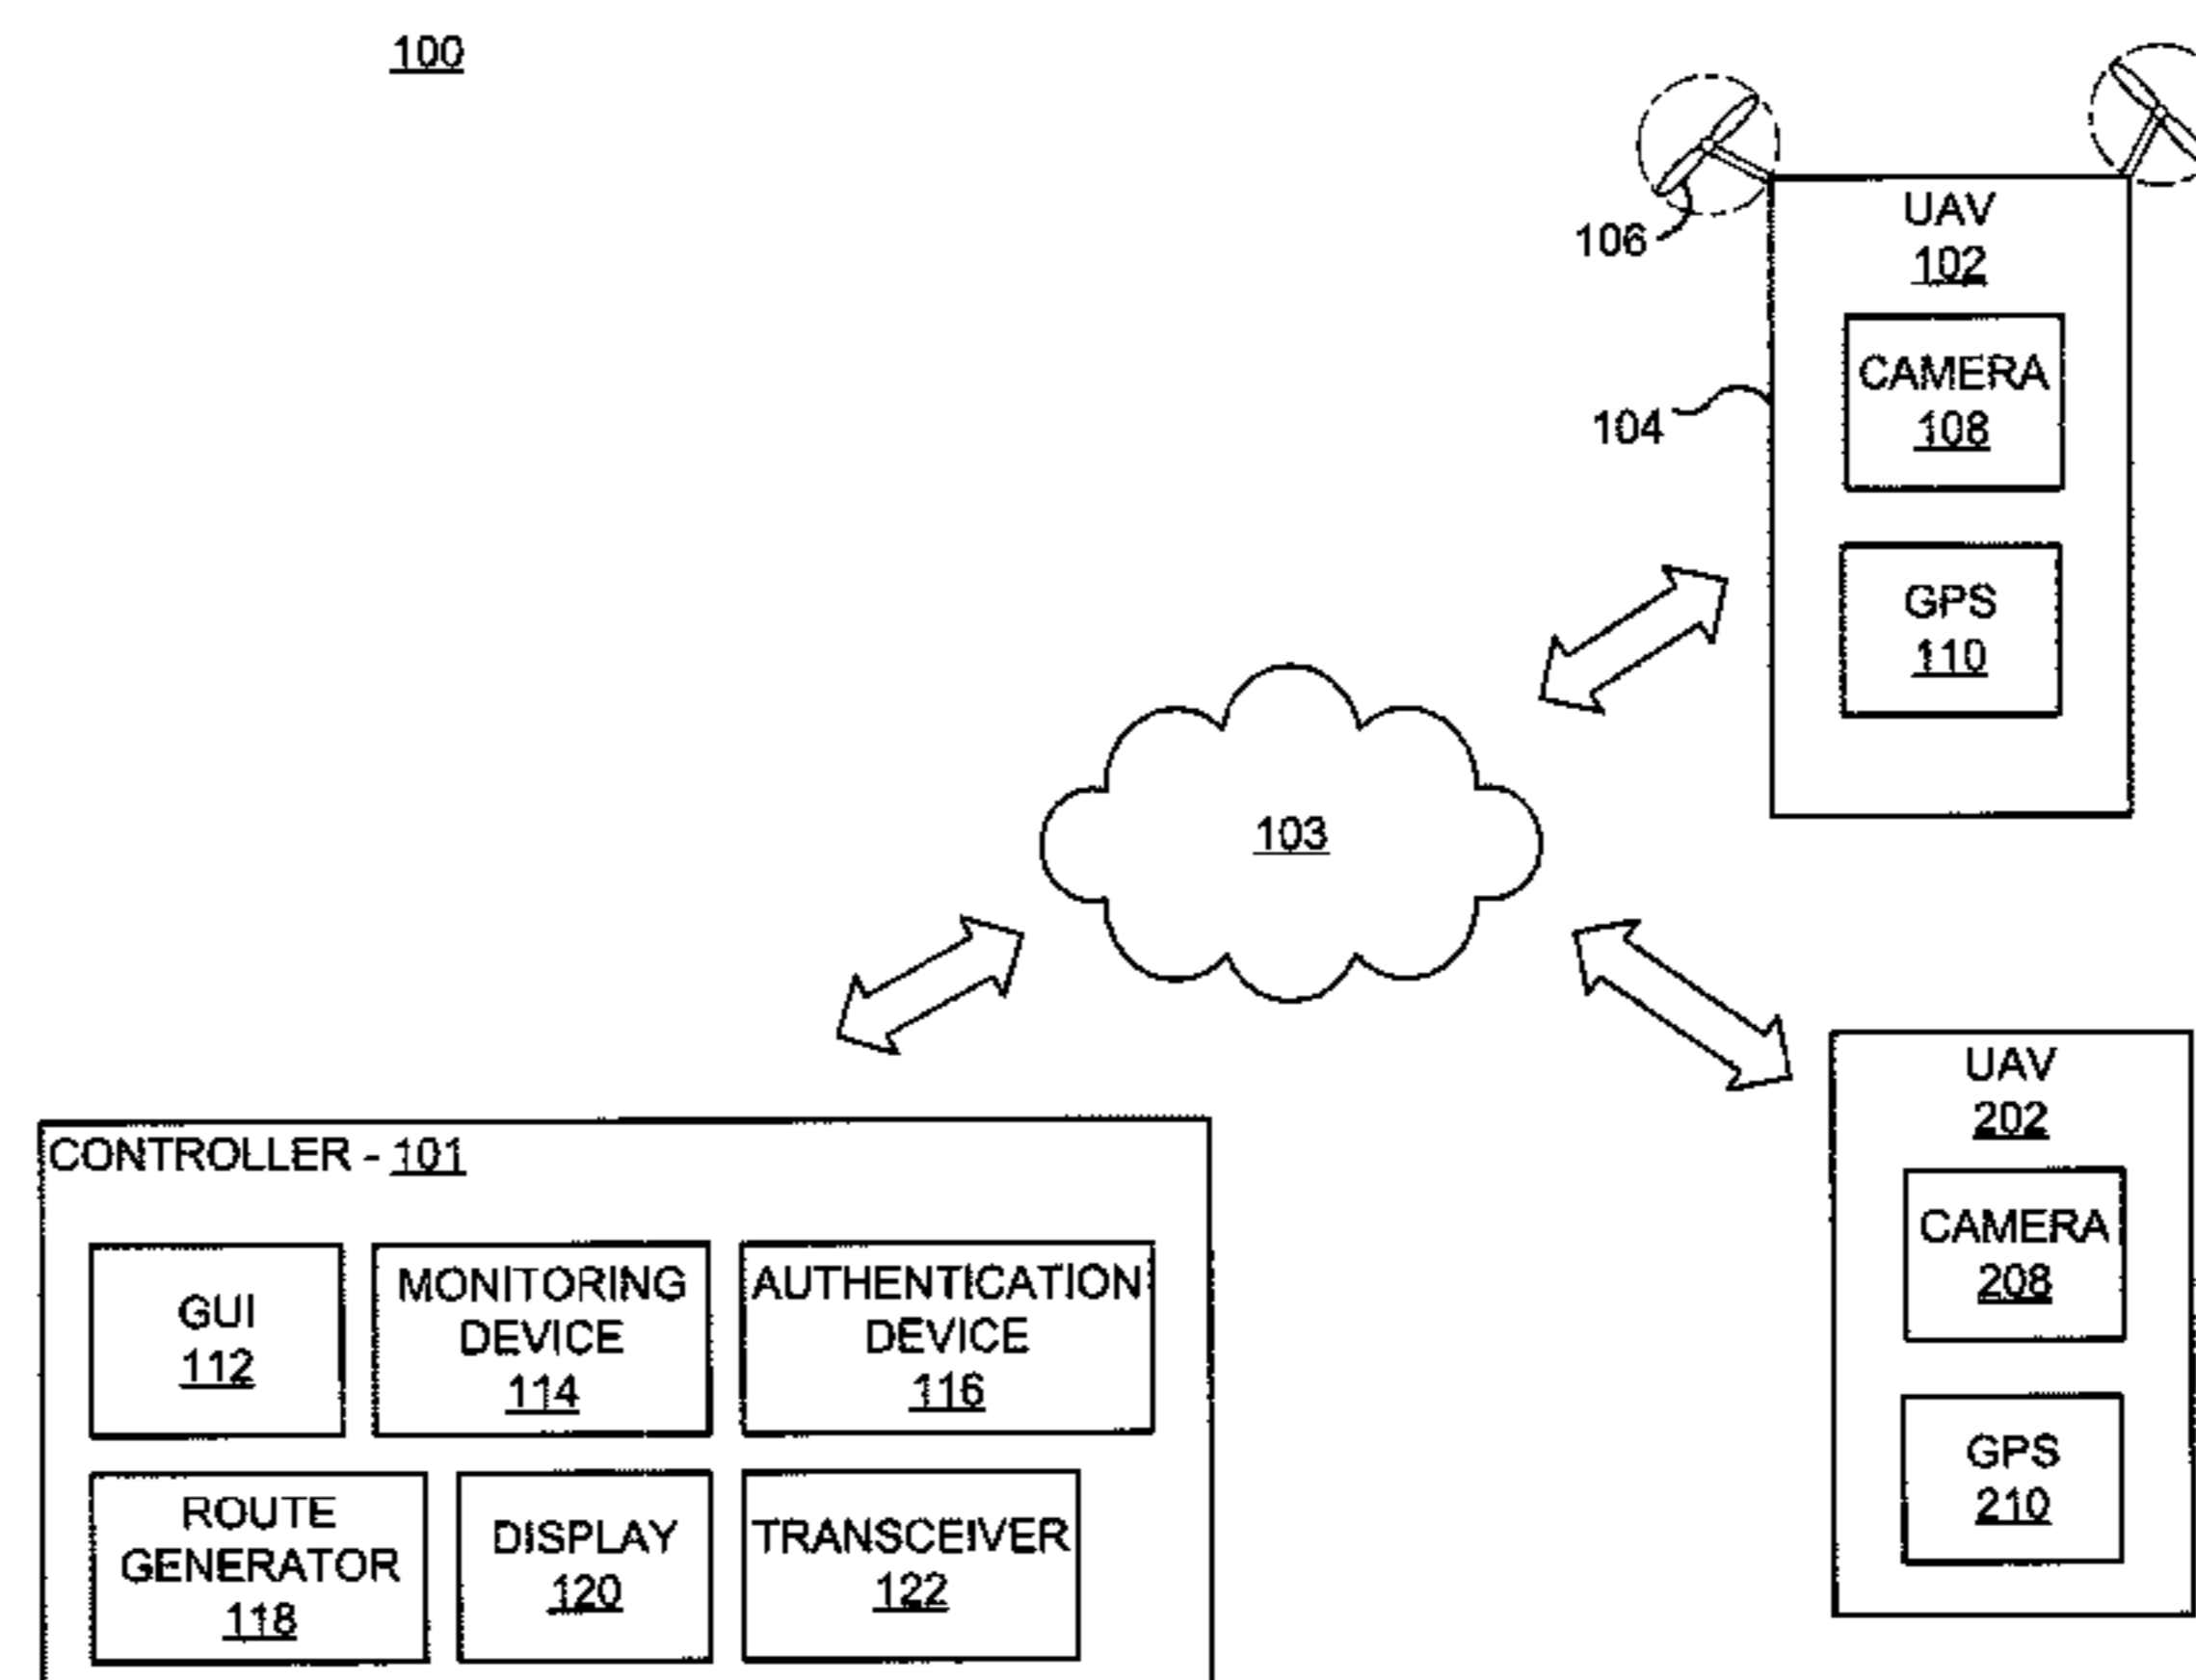 100
106
UAV
102
104
CAMERA
108
GPS
110
103
UAV
202
CAMERA
208
GPS
210
CONTROLLER - 101
GUI
112
MONITORING
DEVICE
114
AUTHENTICATION
DEVICE
116
ROUTE
GENERATOR
118
DISPLAY
120
TRANSCEIVER
122